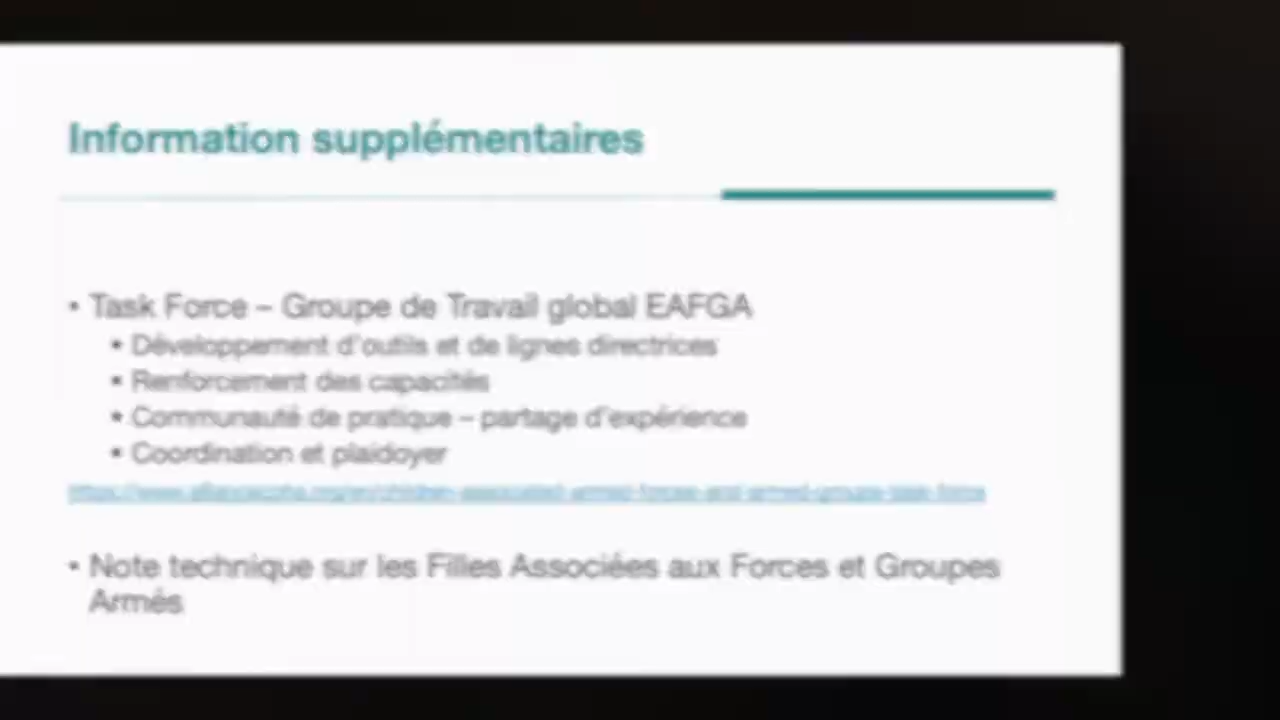 Information supplémentaires
• Task Force – Groupe de Travail global EAFGA
▪ Développement d'outils et de lignes directrices
▪ Renforcement des capacités
▪ Communauté de pratique – partage d'expérience
▪ Coordination et plaidoyer
• Note technique sur les Filles Associées aux Forces et Groupes
Armés